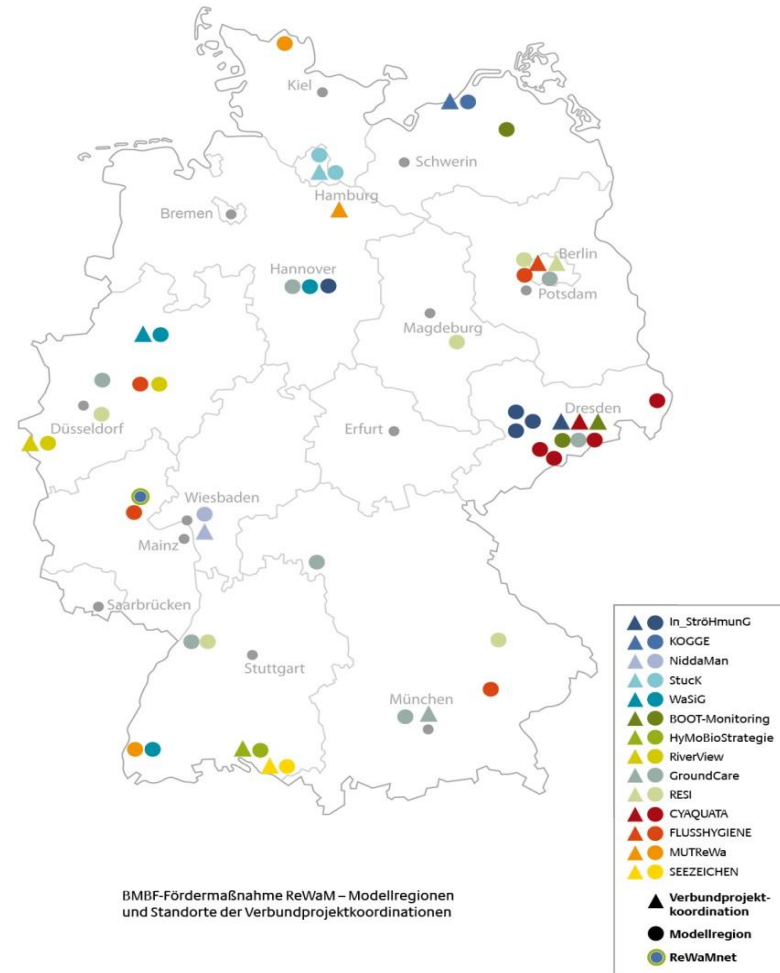 Kiel
Schwerin
Hamburg
Bremen
Berlin
Hannover
Potsdam
Magdeburg
Düsseldorf
Dresden
Erfurt
Wiesbaden
Mainz
Saarbrücken
Stuttgart
München
In_StröHmunG
KOGGE
NiddaMan
StucK
WaSiG
BOOT-Monitoring
HyMoBioStrategie
RiverView
GroundCare
RESI
CYAQUATA
FLUSSHYGIENE
MUTReWa
SEEZEICHEN
Verbundprojekt-
koordination
Modellregion
ReWaMnet
BMBF-Fördermaßnahme ReWaM – Modellregionen
und Standorte der Verbundprojektkoordinationen